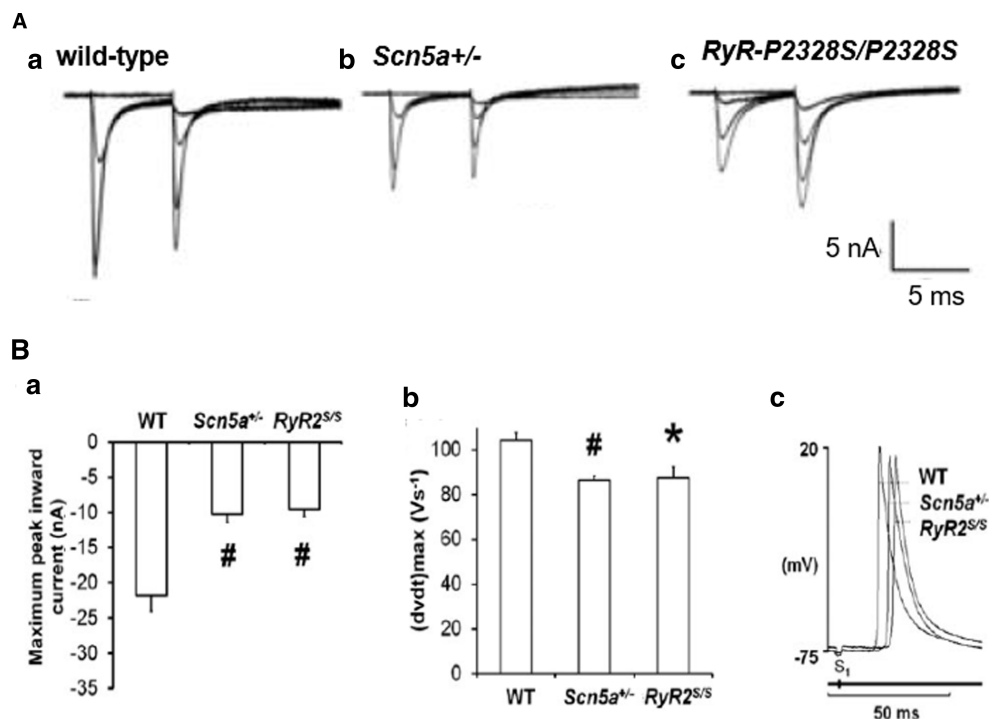 A
a wild-type
b Scn5a+/-
c RyR-P2328S/P2328S
5 nA
5 ms
B
a
WT Scn5a+/- RyR2S/S
0
-5
-10
-15
-20
-25
-30
-35
Maximum peak inward
current (nA)
# #
b
(dvdt)max (Vs-1)
100
80
60
40
20
0
# *
WT Scn5a+/- RyR2S/S
c
20
(mV)
-75
WT
Scn5a+/-
RyR2S/S
S1
50 ms